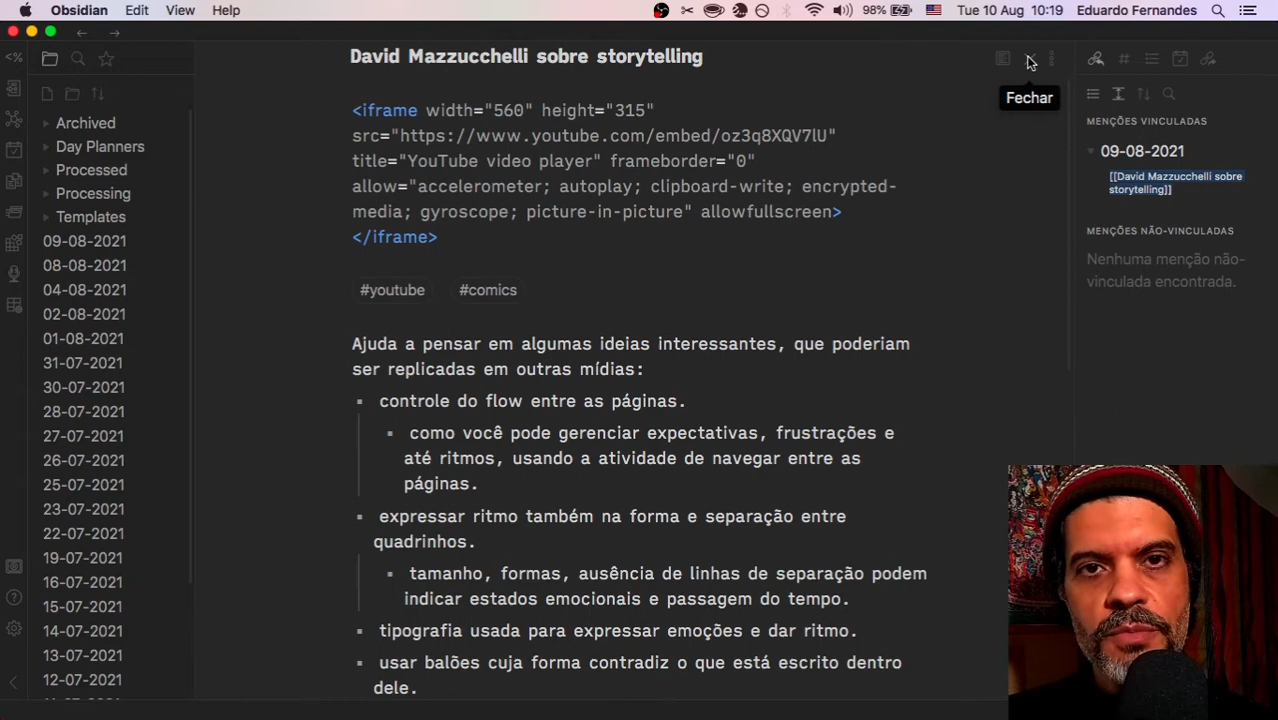 Obsidian Edit View Help
98% Tue 10 Aug 10:19 Eduardo Fernandes
Archived
Day Planners
Processed
Processing
Templates
09-08-2021
08-08-2021
04-08-2021
02-08-2021
01-08-2021
31-07-2021
30-07-2021
28-07-2021
27-07-2021
26-07-2021
25-07-2021
23-07-2021
22-07-2021
19-07-2021
16-07-2021
15-07-2021
14-07-2021
13-07-2021
12-07-2021
David Mazzucchelli sobre storytelling
Fechar
<iframe width="560" height="315"
src="https://www.youtube.com/embed/oz3q8XQV7lU"
title="YouTube video player" frameborder="0"
allow="accelerometer; autoplay; clipboard-write; encrypted-
media; gyroscope; picture-in-picture" allowfullscreen>
</iframe>
#youtube #comics
Ajuda a pensar em algumas ideias interessantes, que poderiam
ser replicadas em outras mídias:
controle do flow entre as páginas.
como você pode gerenciar expectativas, frustrações e
até ritmos, usando a atividade de navegar entre as
páginas.
expressar ritmo também na forma e separação entre
quadrinhos.
tamanho, formas, ausência de linhas de separação podem
indicar estados emocionais e passagem do tempo.
tipografia usada para expressar emoções e dar ritmo.
usar balões cuja forma contradiz o que está escrito dentro
dele.
MENÇÕES VINCULADAS
09-08-2021
[[David Mazzucchelli sobre
storytelling]]
MENÇÕES NÃO-VINCULADAS
Nenhuma menção não-
vinculada encontrada.